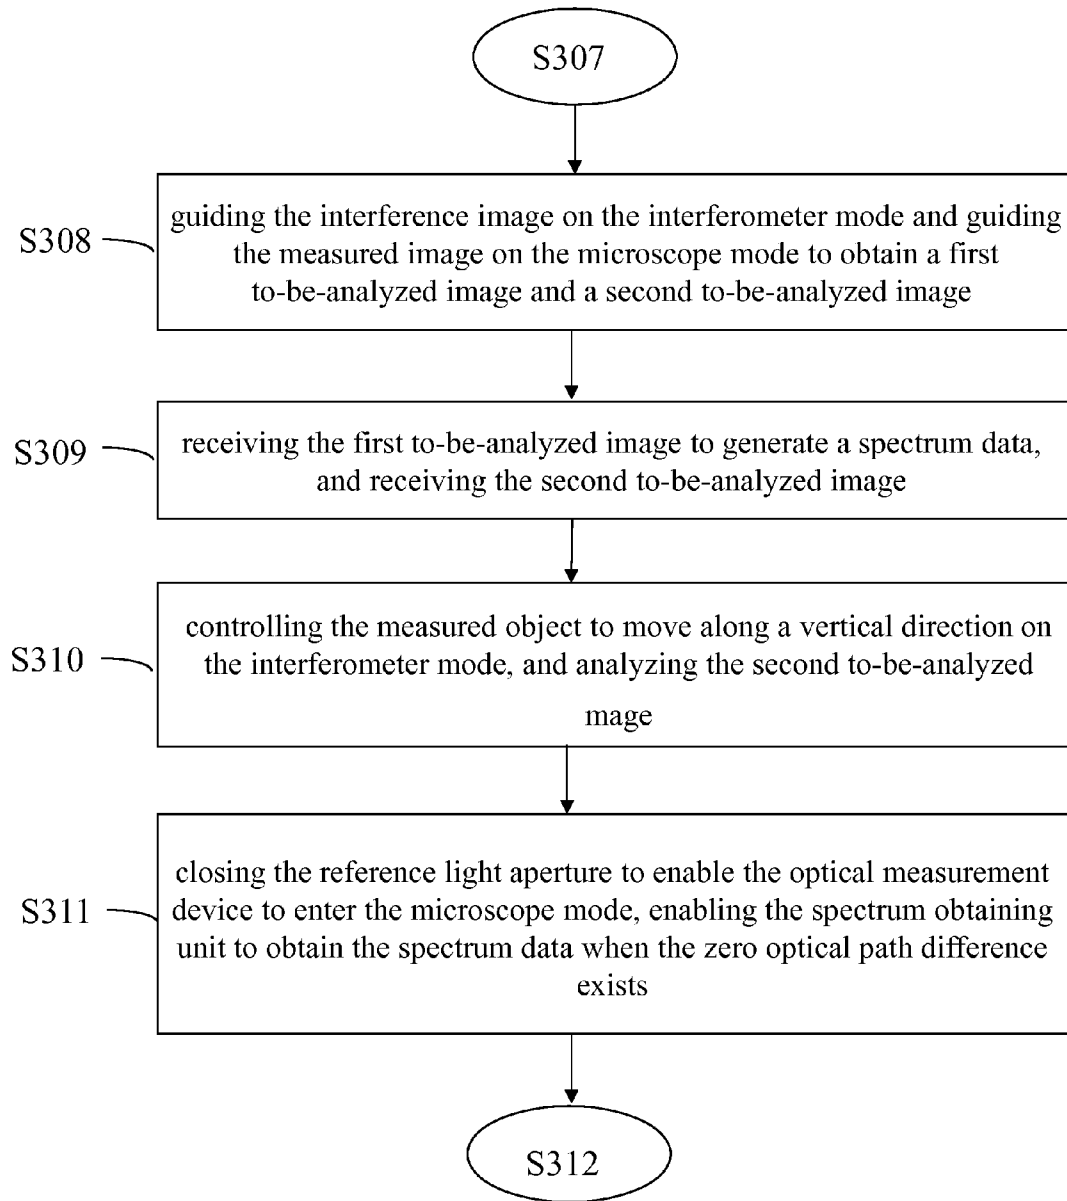 S307
S308
guiding the interference image on the interferometer mode and guiding
the measured image on the microscope mode to obtain a first
to-be-analyzed image and a second to-be-analyzed image
S309
receiving the first to-be-analyzed image to generate a spectrum data,
and receiving the second to-be-analyzed image
S310
controlling the measured object to move along a vertical direction on
the interferometer mode, and analyzing the second to-be-analyzed
mage
S311
closing the reference light aperture to enable the optical measurement
device to enter the microscope mode, enabling the spectrum obtaining
unit to obtain the spectrum data when the zero optical path difference
exists
S312